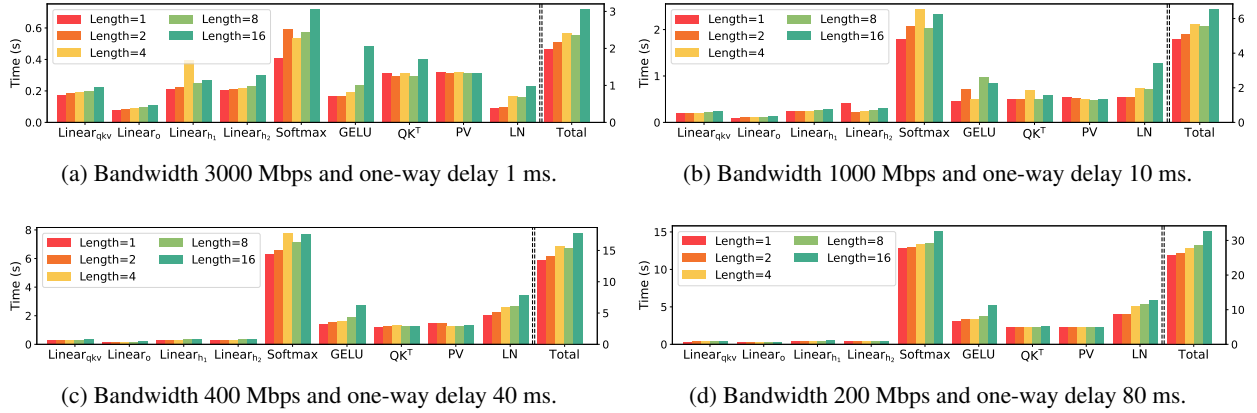 Time (s)
0.6
0.4
0.2
0.0
Length=1
Length=2
Length=4
Length=8
Length=16
3
2
1
0
Linear_qkv Linear_o Linear_h₁ Linear_h₂ Softmax GELU QKᵀ PV LN Total
(a) Bandwidth 3000 Mbps and one-way delay 1 ms.
Time (s)
2
1
0
Length=1
Length=2
Length=4
Length=8
Length=16
6
4
2
0
Linear_qkv Linear_o Linear_h₁ Linear_h₂ Softmax GELU QKᵀ PV LN Total
(b) Bandwidth 1000 Mbps and one-way delay 10 ms.
Time (s)
8
6
4
2
0
Length=1
Length=2
Length=4
Length=8
Length=16
15
10
5
0
Linear_qkv Linear_o Linear_h₁ Linear_h₂ Softmax GELU QKᵀ PV LN Total
(c) Bandwidth 400 Mbps and one-way delay 40 ms.
Time (s)
15
10
5
0
Length=1
Length=2
Length=4
Length=8
Length=16
30
20
10
0
Linear_qkv Linear_o Linear_h₁ Linear_h₂ Softmax GELU QKᵀ PV LN Total
(d) Bandwidth 200 Mbps and one-way delay 80 ms.